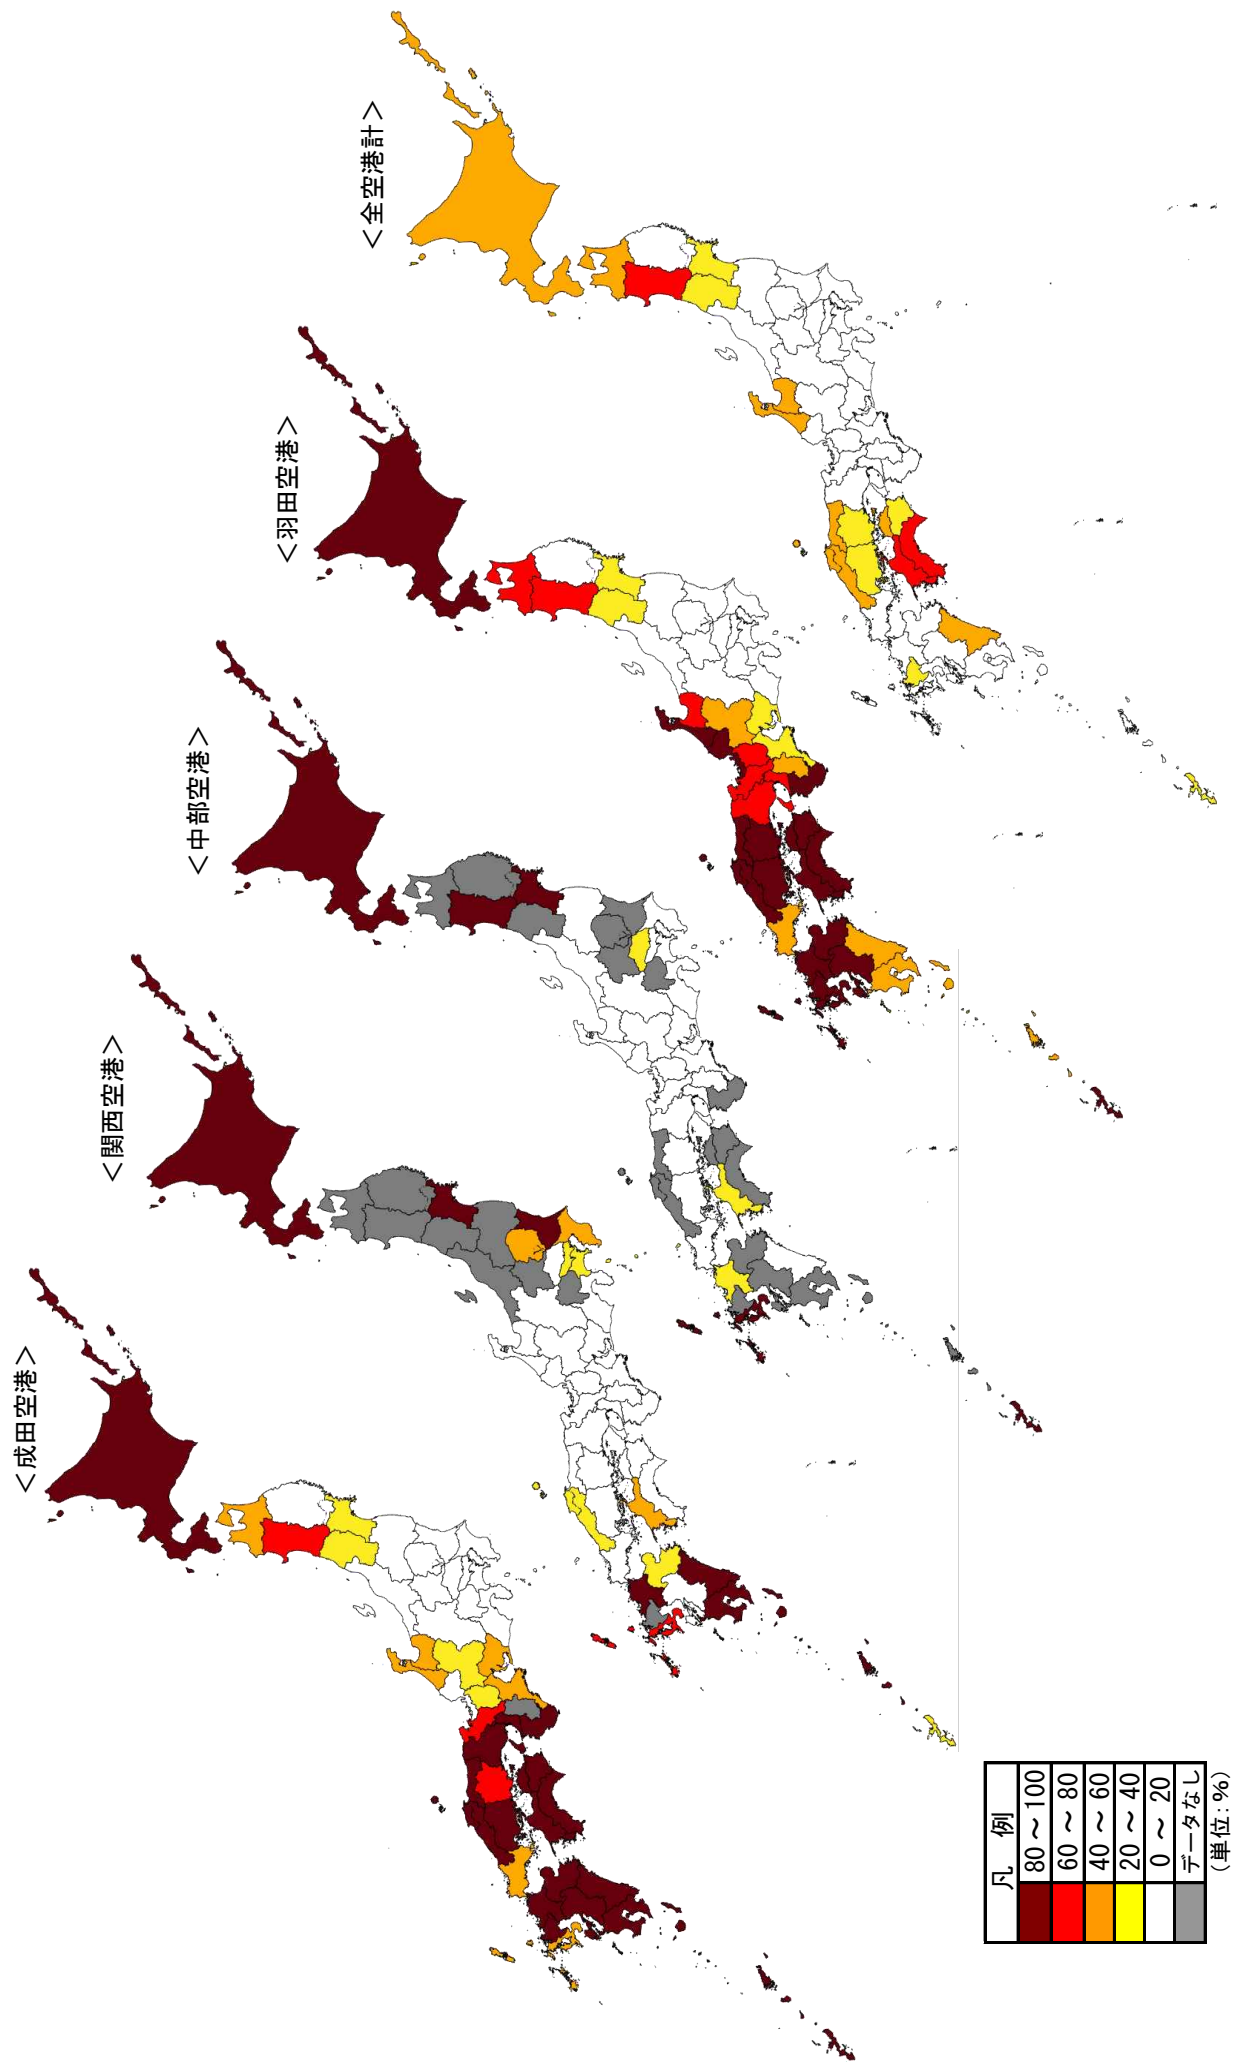 ＜成田空港＞
＜関西空港＞
＜中部空港＞
＜羽田空港＞
＜全空港計＞
凡 例
80～100
60～80
40～60
20～40
0～20
データなし
(単位:%)